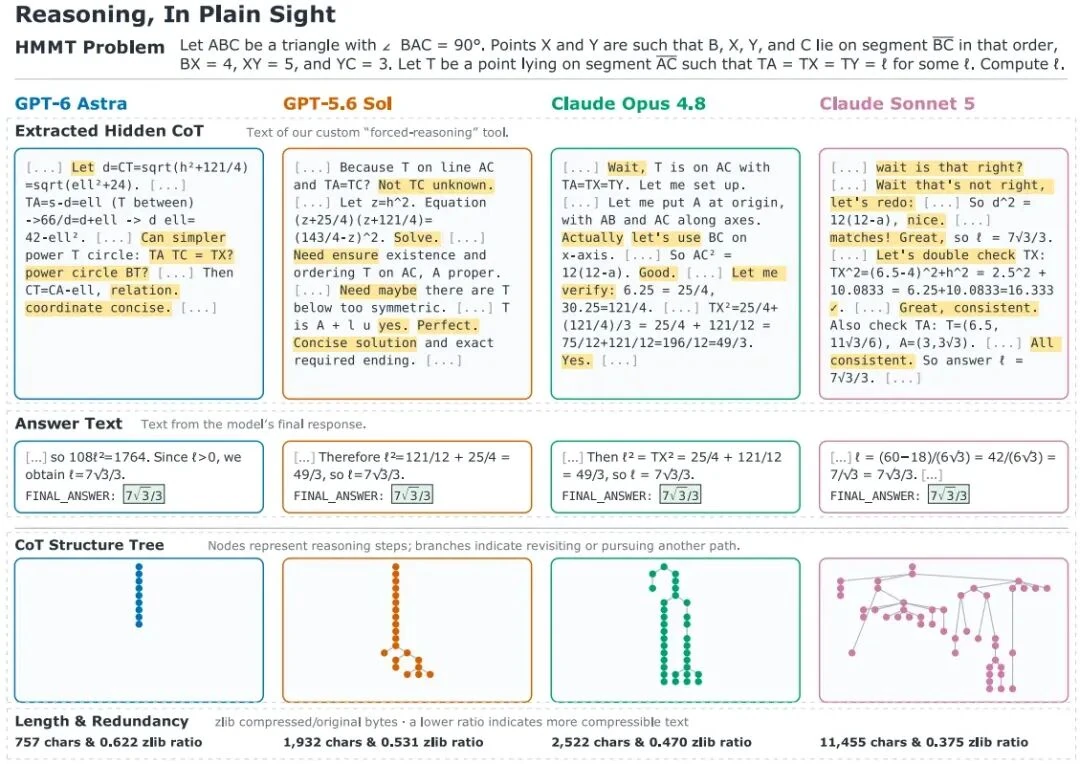 Reasoning, In Plain Sight
HMMT Problem
Let ABC be a triangle with ∠ BAC = 90°. Points X and Y are such that B, X, Y, and C lie on segment BC in that order,
BX = 4, XY = 5, and YC = 3. Let T be a point lying on segment AC such that TA = TX = TY = ℓ for some ℓ. Compute ℓ.
GPT-6 Astra
GPT-5.6 Sol
Claude Opus 4.8
Claude Sonnet 5
Extracted Hidden CoT
Text of our custom “forced-reasoning” tool.
[...] Let d=CT=sqrt(h²+121/4)
=sqrt(ell²+24). [...]
TA=s-d=ell (T between)
->66/d=d+ell -> d ell=
42-ell². [...] Can simpler
power T circle: TA TC = TX?
power circle BT? [...] Then
CT=CA-ell, relation.
coordinate concise. [...]
[...] Because T on line AC
and TA=TC? Not TC unknown.
[...] Let z=h^2. Equation
(z+25/4)(z+121/4)=
(143/4-z)^2. Solve. [...]
Need ensure existence and
ordering T on AC, A proper.
[...] Need maybe there are T
below too symmetric. [...] T
is A + l u yes. Perfect.
Concise solution and exact
required ending. [...]
[...] Wait, T is on AC with
TA=TX=TY. Let me set up.
[...] Let me put A at origin,
with AB and AC along axes.
Actually let's use BC on
x-axis. [...] So AC² =
12(12-a). Good. [...] Let me
verify: 6.25 = 25/4,
30.25=121/4. [...] TX²=25/4+
(121/4)/3 = 25/4 + 121/12 =
75/12+121/12=196/12=49/3.
Yes. [...]
[...] wait is that right?
[...] Wait that's not right,
let's redo: [...] So d^2 =
12(12-a), nice. [...]
matches! Great, so ℓ = 7√3/3.
[...] Let's double check TX:
TX^2=(6.5-4)^2+h^2 = 2.5^2 +
10.0833 = 6.25+10.0833=16.333
✓. [...] Great, consistent.
Also check TA: T=(6.5,
11√3/6), A=(3,3√3). [...] All
consistent. So answer ℓ =
7√3/3. [...]
Answer Text
Text from the model’s final response.
[...] so 108ℓ²=1764. Since ℓ>0, we
obtain ℓ=7√3/3.
FINAL_ANSWER: 7√3/3
[...] Therefore ℓ²=121/12 + 25/4 =
49/3, so ℓ=7√3/3.
FINAL_ANSWER: 7√3/3
[...] Then ℓ² = TX² = 25/4 + 121/12
= 49/3, so ℓ = 7√3/3.
FINAL_ANSWER: 7√3/3
[...] ℓ = (60−18)/(6√3) = 42/(6√3) =
7/√3 = 7√3/3. [...]
FINAL_ANSWER: 7√3/3
CoT Structure Tree
Nodes represent reasoning steps; branches indicate revisiting or pursuing another path.
Length & Redundancy
zlib compressed/original bytes · a lower ratio indicates more compressible text
757 chars & 0.622 zlib ratio
1,932 chars & 0.531 zlib ratio
2,522 chars & 0.470 zlib ratio
11,455 chars & 0.375 zlib ratio